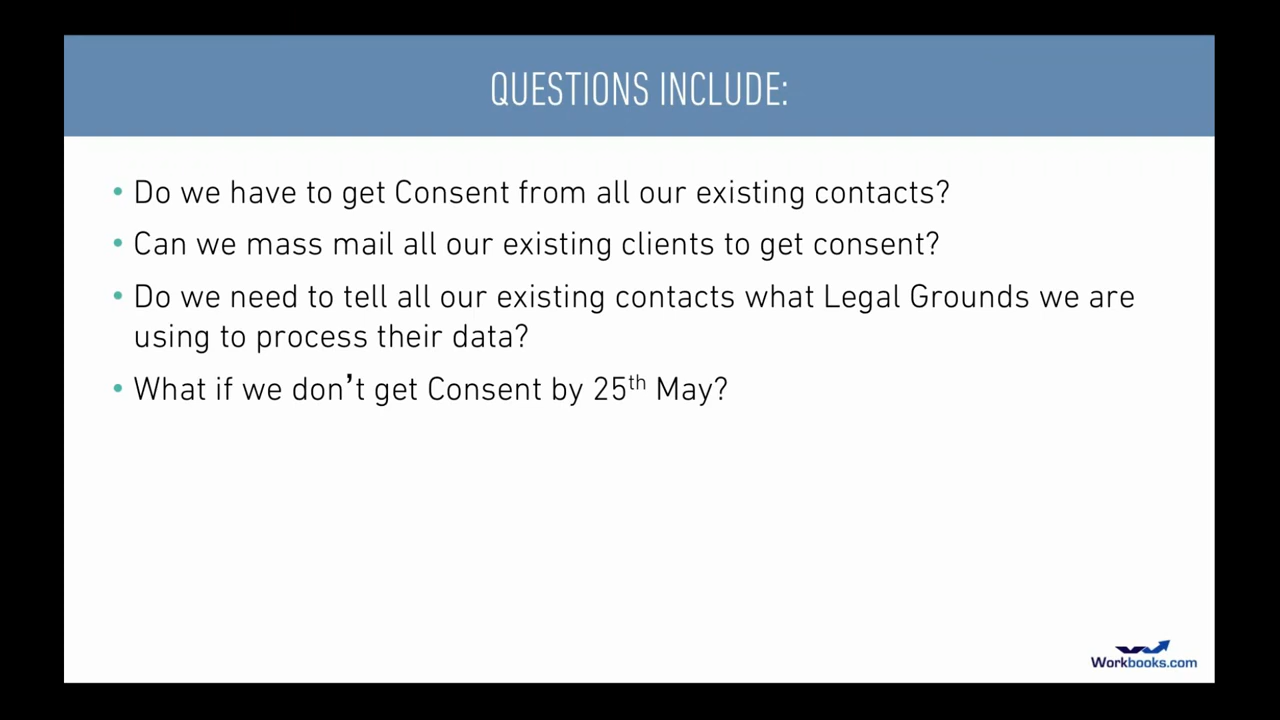 QUESTIONS INCLUDE:
• Do we have to get Consent from all our existing contacts?
• Can we mass mail all our existing clients to get consent?
• Do we need to tell all our existing contacts what Legal Grounds we are
using to process their data?
• What if we don’t get Consent by 25th May?
Workbooks.com